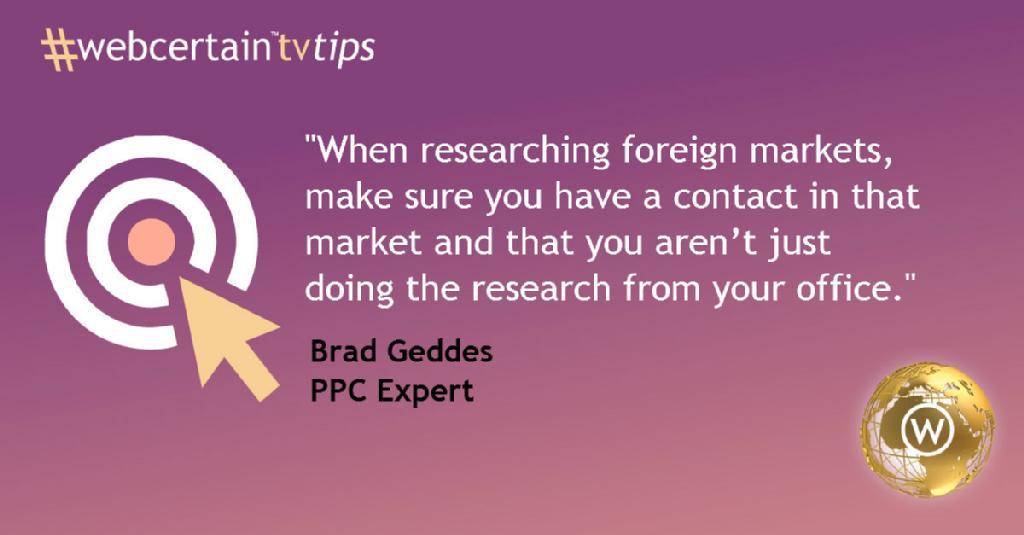 #webcertain™tvtips
"When researching foreign markets,
make sure you have a contact in that
market and that you aren’t just
doing the research from your office."
Brad Geddes
PPC Expert
W